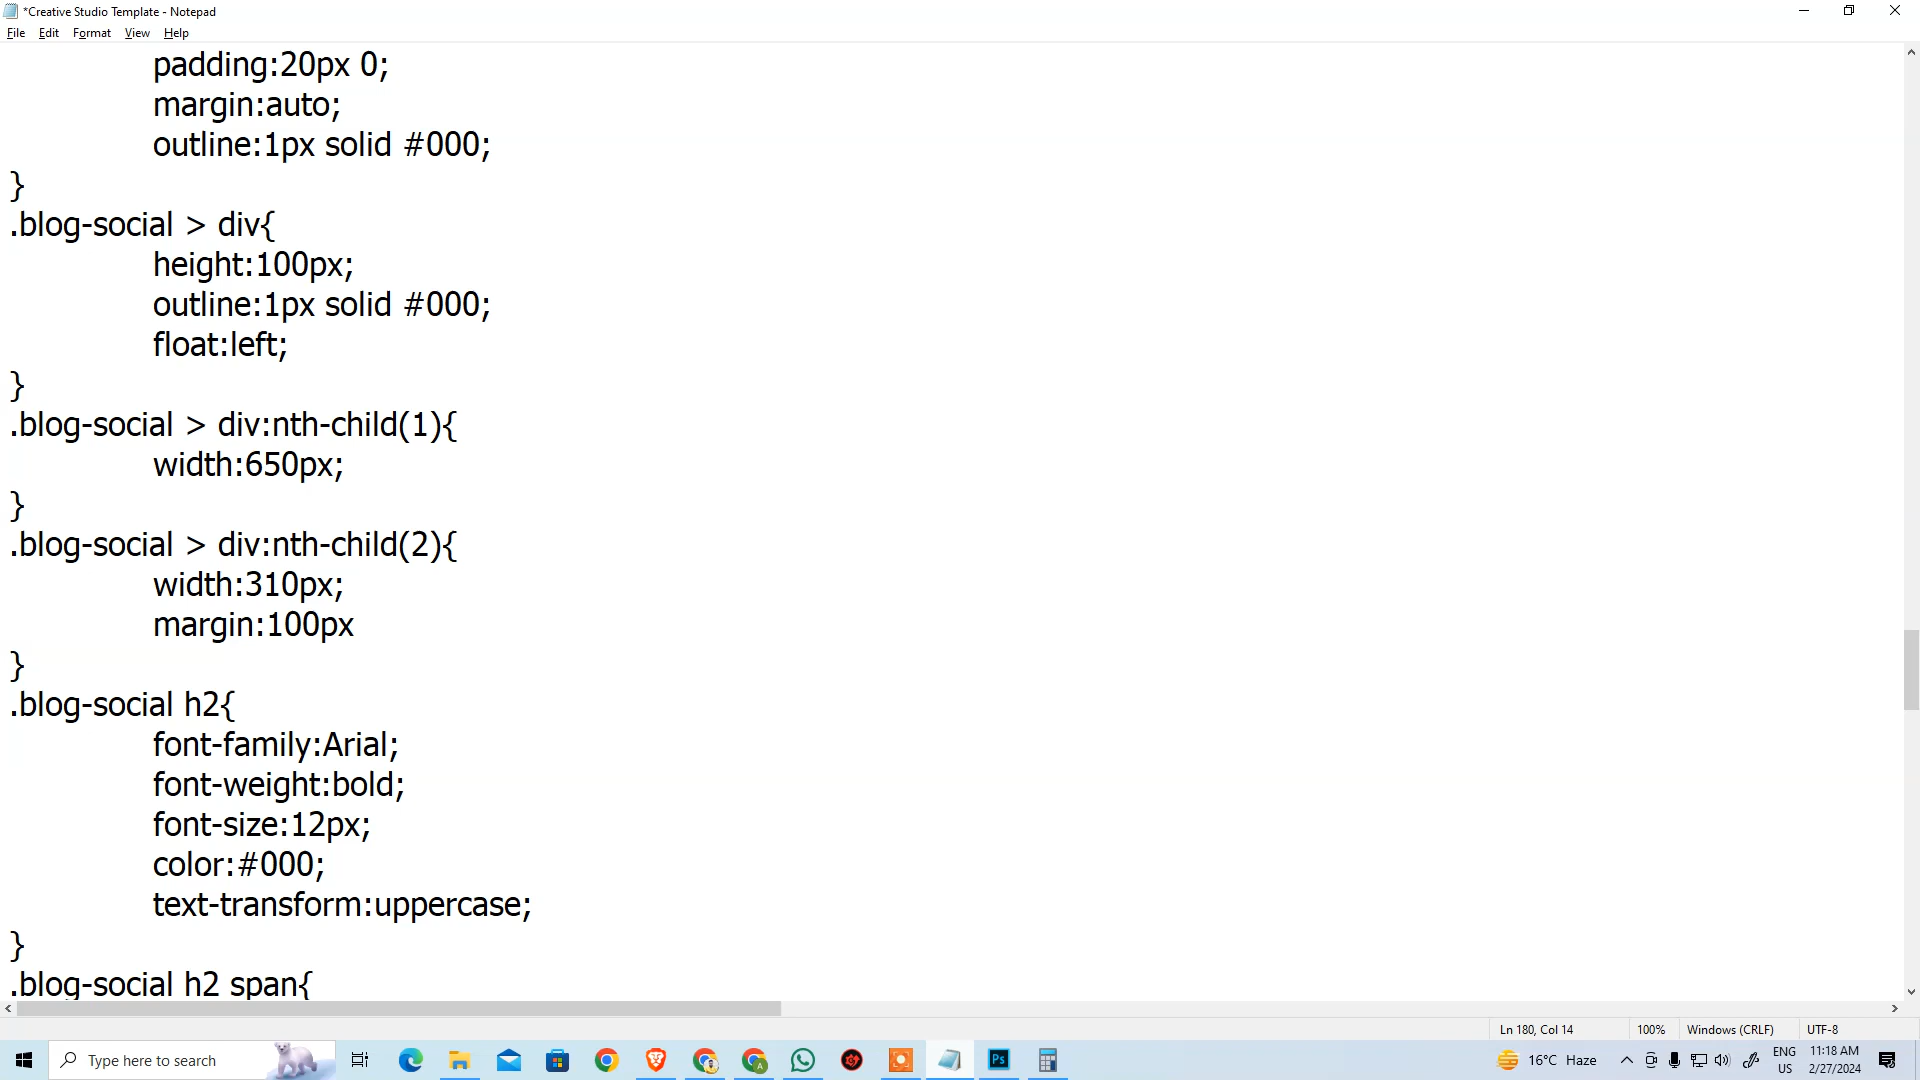 *Creative Studio Template - Notepad
File Edit Format View Help
padding:20px 0;
margin:auto;
outline:1px solid #000;
}
.blog-social > div{
height:100px;
outline:1px solid #000;
float:left;
}
.blog-social > div:nth-child(1){
width:650px;
}
.blog-social > div:nth-child(2){
width:310px;
margin:100px
}
.blog-social h2{
font-family:Arial;
font-weight:bold;
font-size:12px;
color:#000;
text-transform:uppercase;
}
.blog-social h2 span{
Ln 180, Col 14 100% Windows (CRLF) UTF-8
Type here to search A Ps 16°C Haze ENG US 11:18 AM 2/27/2024